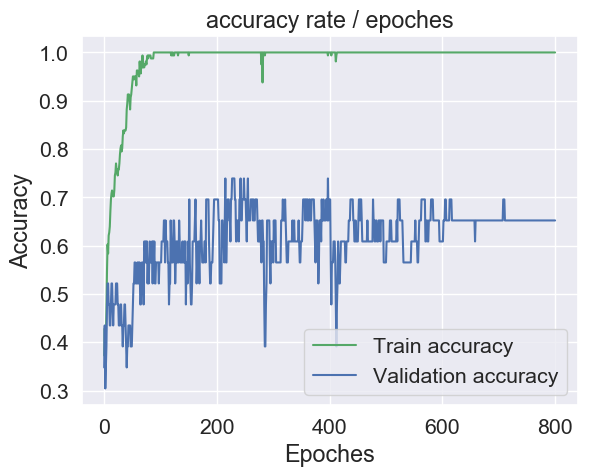 accuracy rate / epoches
1.0
0.9
0.8
0.7
0.6
0.5
0.4
0.3
Accuracy
Train accuracy
Validation accuracy
0 200 400 600 800
Epoches